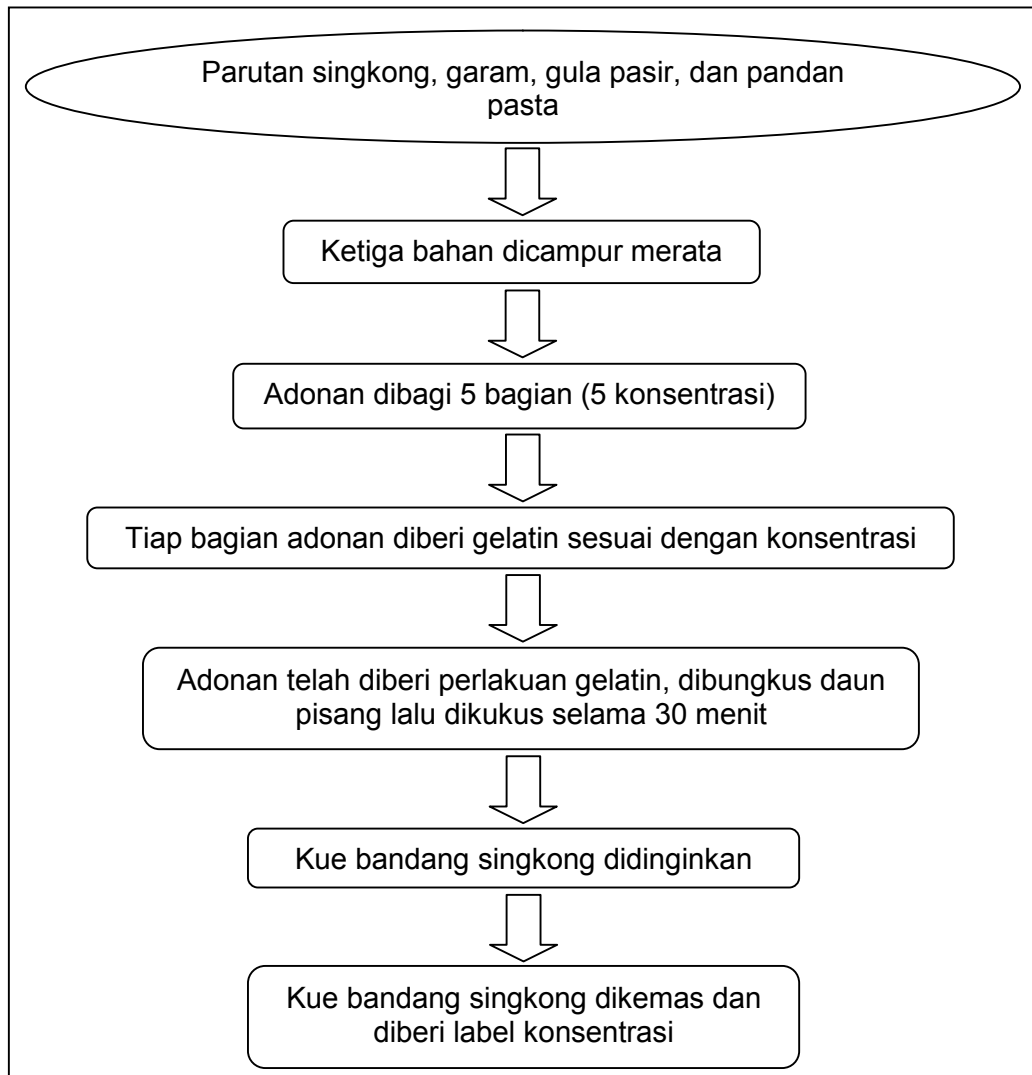 Parutan singkong, garam, gula pasir, dan pandan
pasta
Ketiga bahan dicampur merata
Adonan dibagi 5 bagian (5 konsentrasi)
Tiap bagian adonan diberi gelatin sesuai dengan konsentrasi
Adonan telah diberi perlakuan gelatin, dibungkus daun
pisang lalu dikukus selama 30 menit
Kue bandang singkong didinginkan
Kue bandang singkong dikemas dan
diberi label konsentrasi